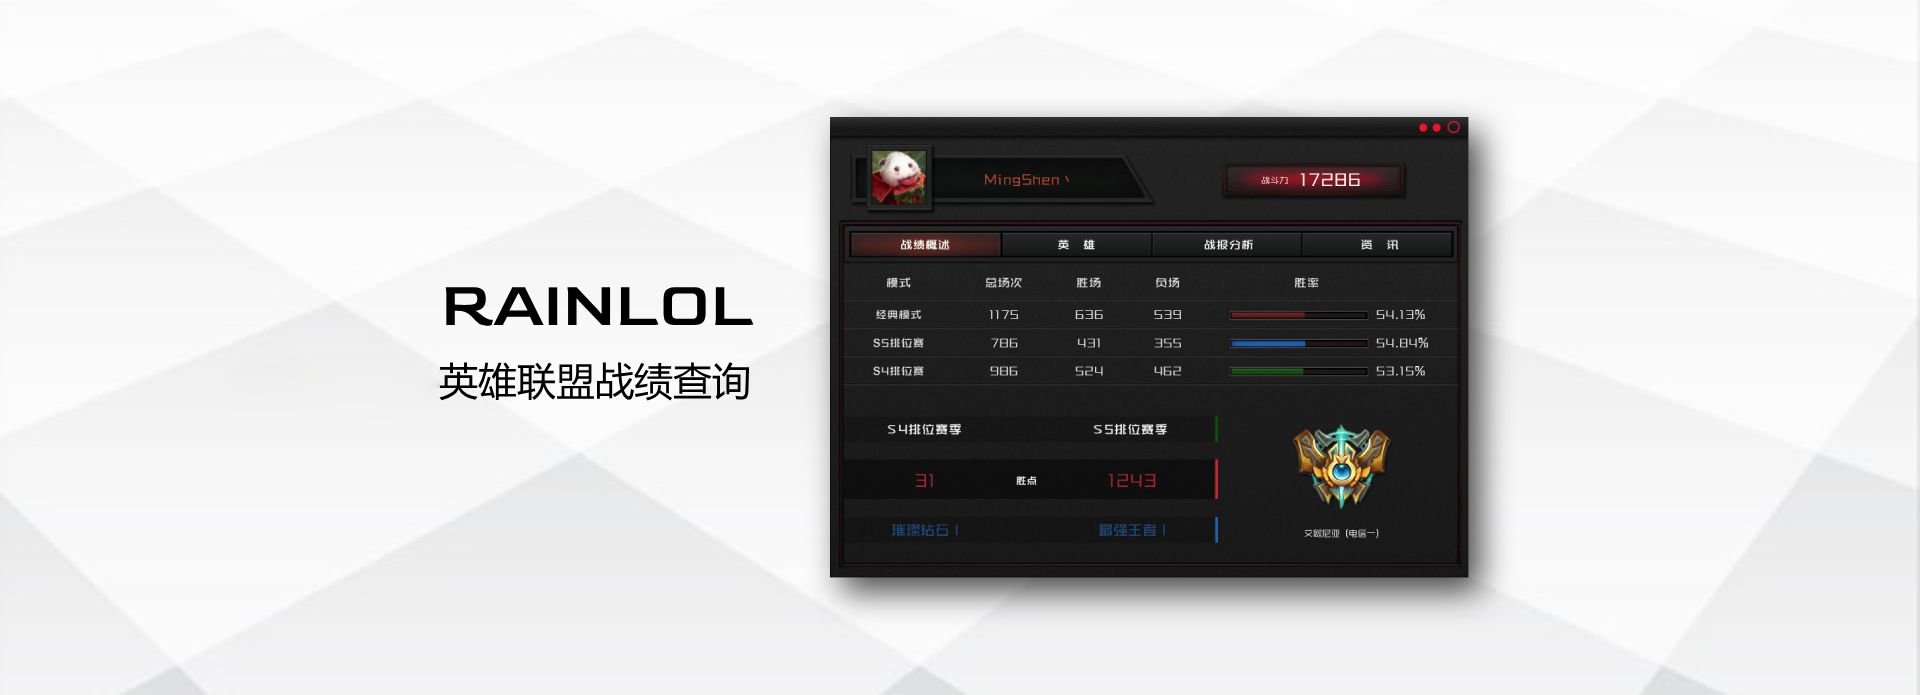 RAINLOL
英雄联盟战绩查询
MingShen丶
战斗力 17286
战绩概述 英 雄 战报分析 资 讯
模式 总场次 胜场 负场 胜率
经典模式 1175 636 539 54.13%
S5排位赛 786 431 355 54.84%
S4排位赛 986 524 462 53.15%
S4排位赛季 S5排位赛季
31 胜点 1243
璀璨钻石 I 最强王者 I
艾欧尼亚 (电信一)